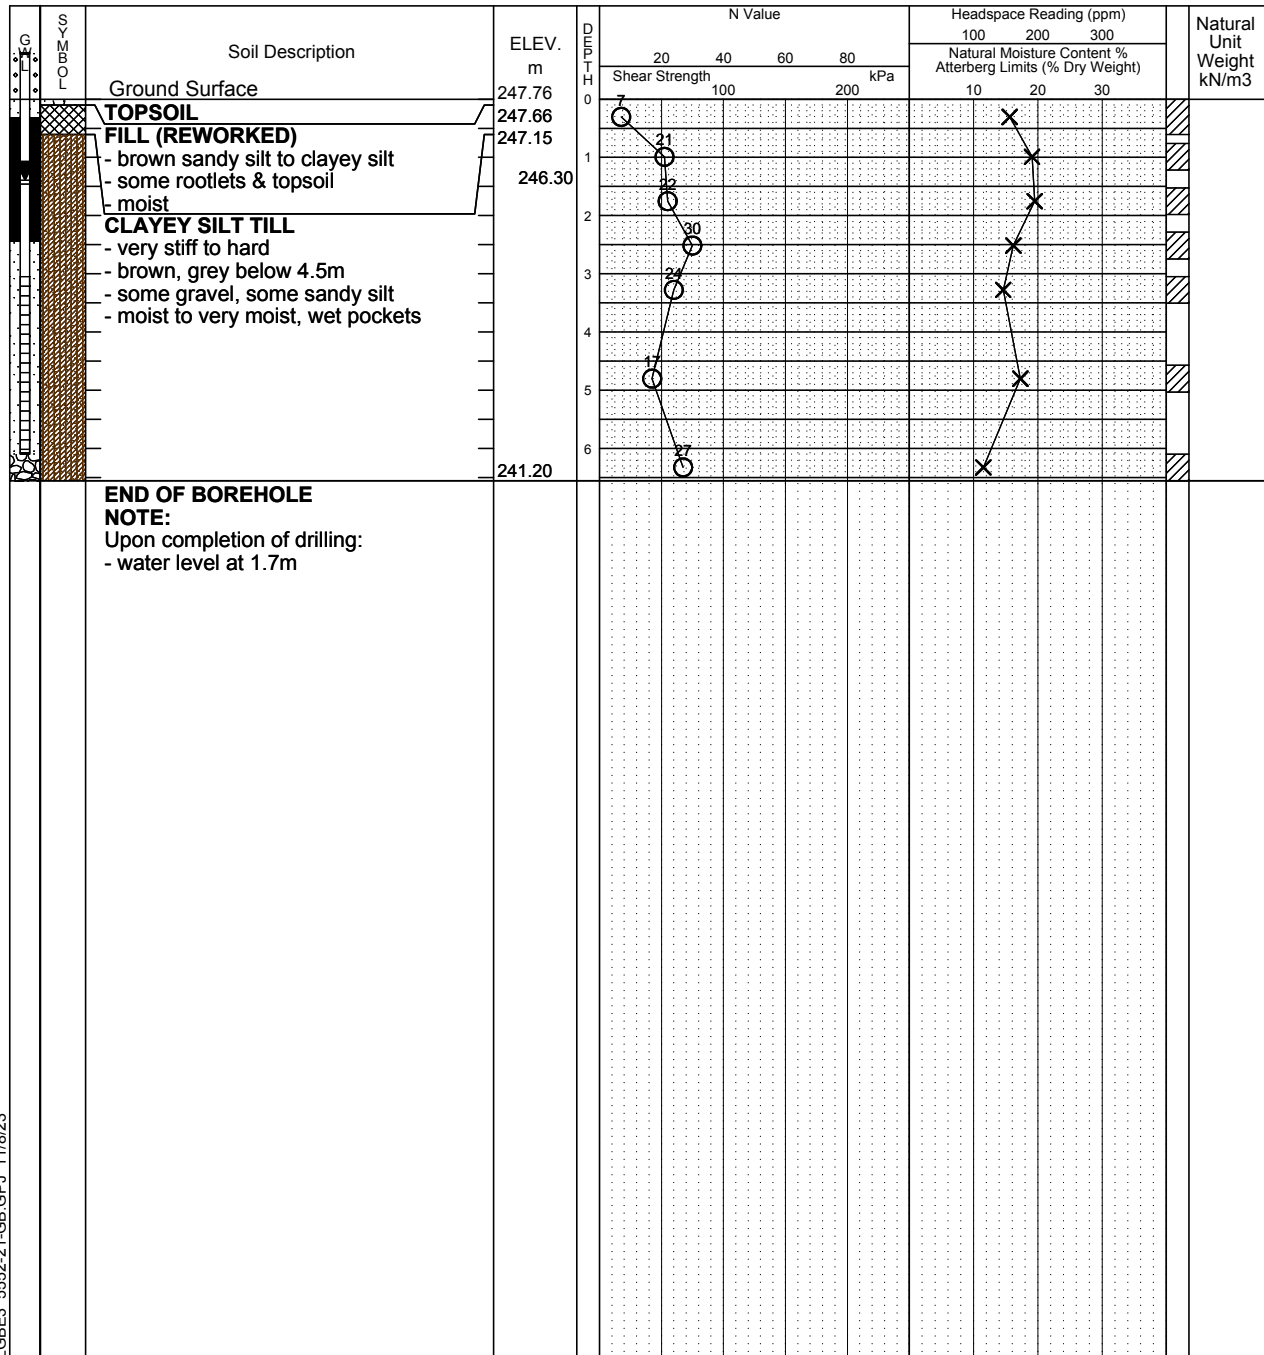 GWL
SYMBOL
Soil Description
Ground Surface
ELEV.
m
DEPTH
N Value
20 40 60 80
Shear Strength kPa
100 200
Headspace Reading (ppm)
100 200 300
Natural Moisture Content %
Atterberg Limits (% Dry Weight)
10 20 30
Natural
Unit
Weight
kN/m3
247.76
0
TOPSOIL
247.66
7
FILL (REWORKED)
247.15
- brown sandy silt to clayey silt
21
1
- some rootlets & topsoil
246.30
22
- moist
2
CLAYEY SILT TILL
30
- very stiff to hard
- brown, grey below 4.5m
3
24
- some gravel, some sandy silt
- moist to very moist, wet pockets
4
17
5
6
27
241.20
END OF BOREHOLE
NOTE:
Upon completion of drilling:
- water level at 1.7m